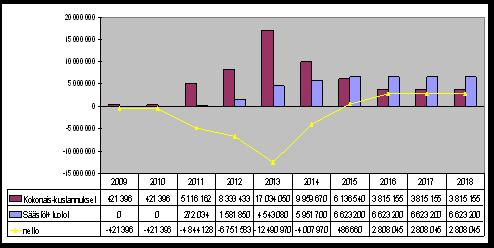 20 000 000
15 000 000
10 000 000
5 000 000
0
-5 000 000
-10 000 000
-15 000 000
2009 2010 2011 2012 2013 2014 2015 2016 2017 2018
Kokonais-kustannukset 421 396 421 396 5 116 162 8 333 433 17 034 050 9 959 670 6 136 540 3 815 155 3 815 155 3 815 155
Säästöt tuotot 0 0 272 034 1 581 850 4 543 080 5 951 700 6 623 200 6 623 200 6 623 200 6 623 200
netto -421 396 -421 396 -4 844 128 -6 751 583 -12 490 970 -4 007 970 486 660 2 808 045 2 808 045 2 808 045